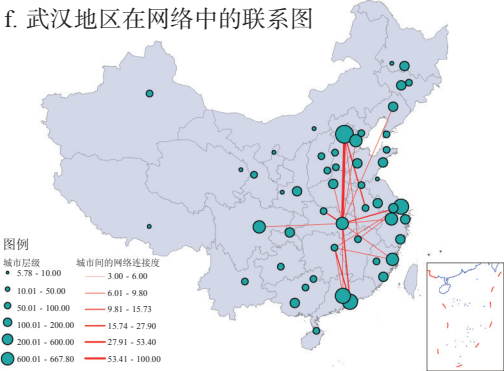 f. 武汉地区在网络中的联系图
图例
城市层级 城市间的网络连接度
5.78 - 10.00 3.00 - 6.00
10.01 - 50.00 6.01 - 9.80
50.01 - 100.00 9.81 - 15.73
100.01 - 200.00 15.74 - 27.90
200.01 - 600.00 27.91 - 53.40
600.01 - 667.80 53.41 - 100.00